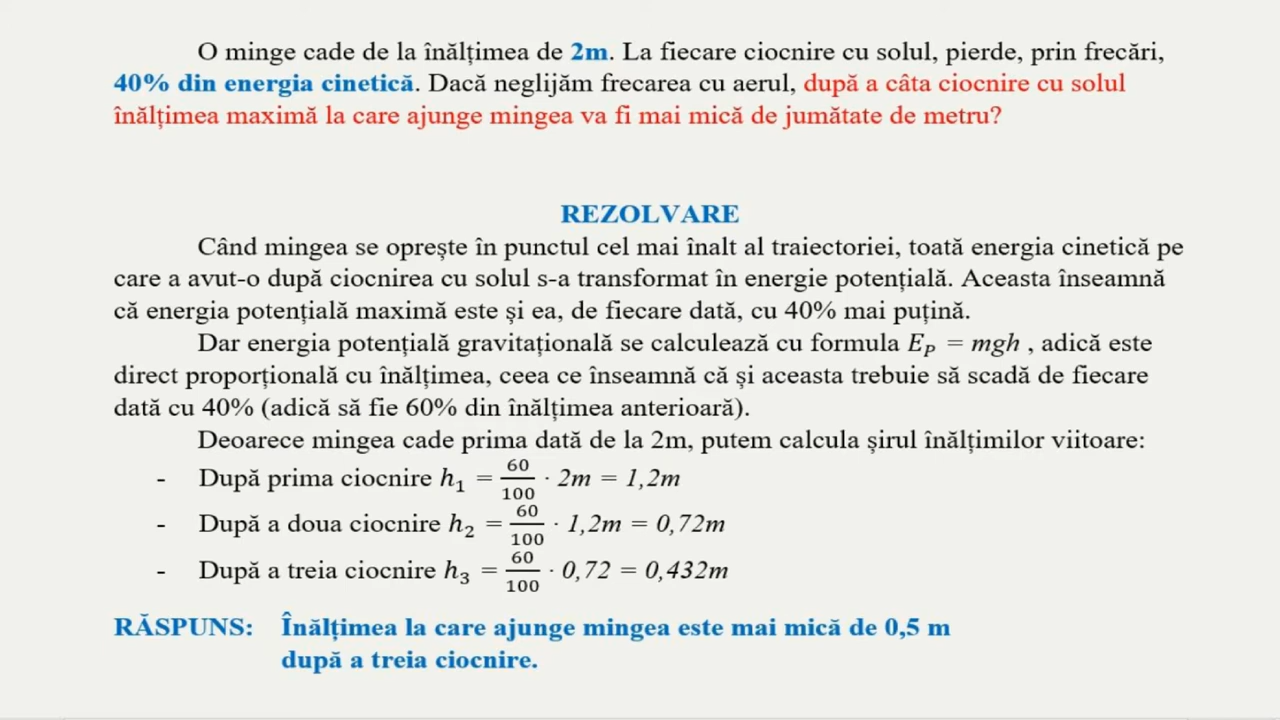 O minge cade de la înălțimea de 2m. La fiecare ciocnire cu solul, pierde, prin frecări,
40% din energia cinetică. Dacă neglijăm frecarea cu aerul, după a câta ciocnire cu solul
înălțimea maximă la care ajunge mingea va fi mai mică de jumătate de metru?
REZOLVARE
Când mingea se oprește în punctul cel mai înalt al traiectoriei, toată energia cinetică pe
care a avut-o după ciocnirea cu solul s-a transformat în energie potențială. Aceasta înseamnă
că energia potențială maximă este și ea, de fiecare dată, cu 40% mai puțină.
Dar energia potențială gravitațională se calculează cu formula E_P = mgh , adică este
direct proporțională cu înălțimea, ceea ce înseamnă că și aceasta trebuie să scadă de fiecare
dată cu 40% (adică să fie 60% din înălțimea anterioară).
Deoarece mingea cade prima dată de la 2m, putem calcula șirul înălțimilor viitoare:
- După prima ciocnire h₁ = 60/100 · 2m = 1,2m
- După a doua ciocnire h₂ = 60/100 · 1,2m = 0,72m
- După a treia ciocnire h₃ = 60/100 · 0,72 = 0,432m
RĂSPUNS: Înălțimea la care ajunge mingea este mai mică de 0,5 m
după a treia ciocnire.